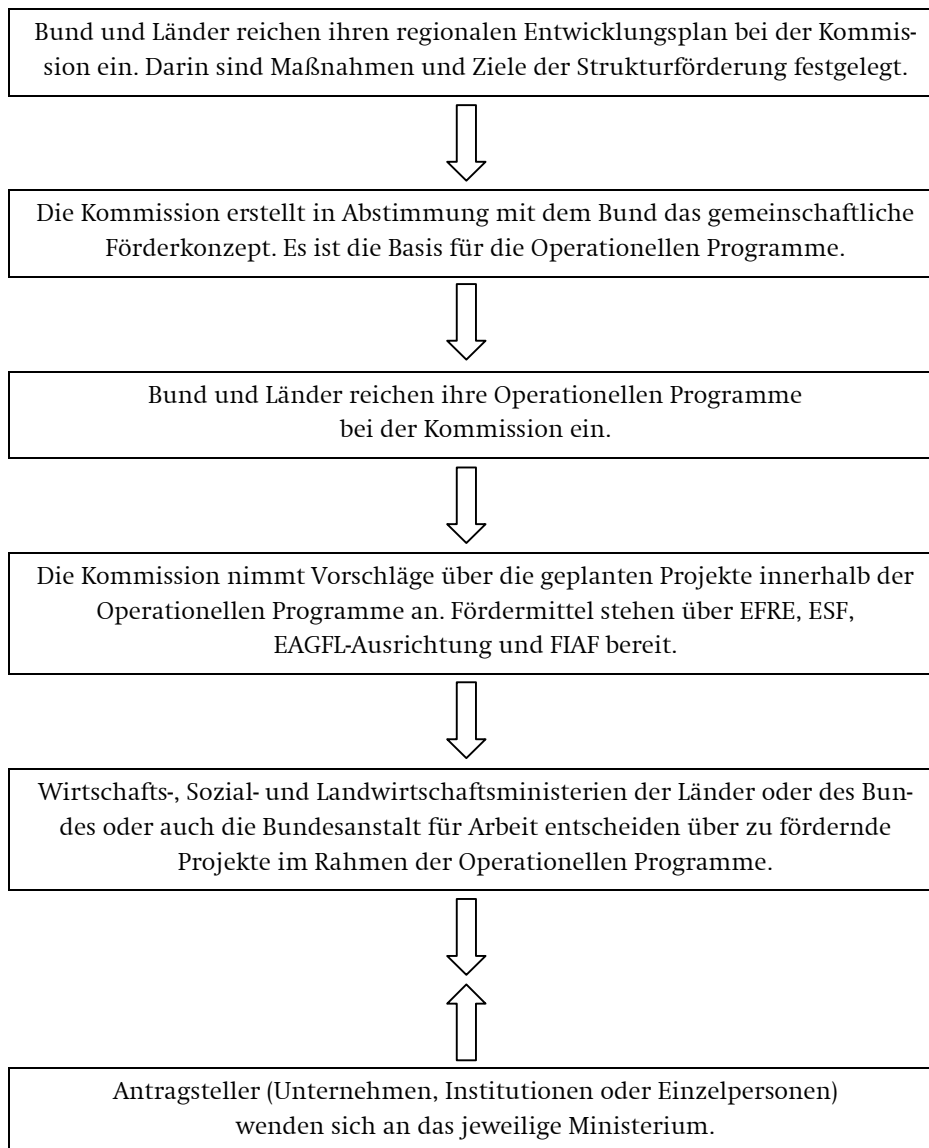 Bund und Länder reichen ihren regionalen Entwicklungsplan bei der Kommis-
sion ein. Darin sind Maßnahmen und Ziele der Strukturförderung festgelegt.
Die Kommission erstellt in Abstimmung mit dem Bund das gemeinschaftliche
Förderkonzept. Es ist die Basis für die Operationellen Programme.
Bund und Länder reichen ihre Operationellen Programme
bei der Kommission ein.
Die Kommission nimmt Vorschläge über die geplanten Projekte innerhalb der
Operationellen Programme an. Fördermittel stehen über EFRE, ESF,
EAGFL-Ausrichtung und FIAF bereit.
Wirtschafts-, Sozial- und Landwirtschaftsministerien der Länder oder des Bun-
des oder auch die Bundesanstalt für Arbeit entscheiden über zu fördernde
Projekte im Rahmen der Operationellen Programme.
Antragsteller (Unternehmen, Institutionen oder Einzelpersonen)
wenden sich an das jeweilige Ministerium.